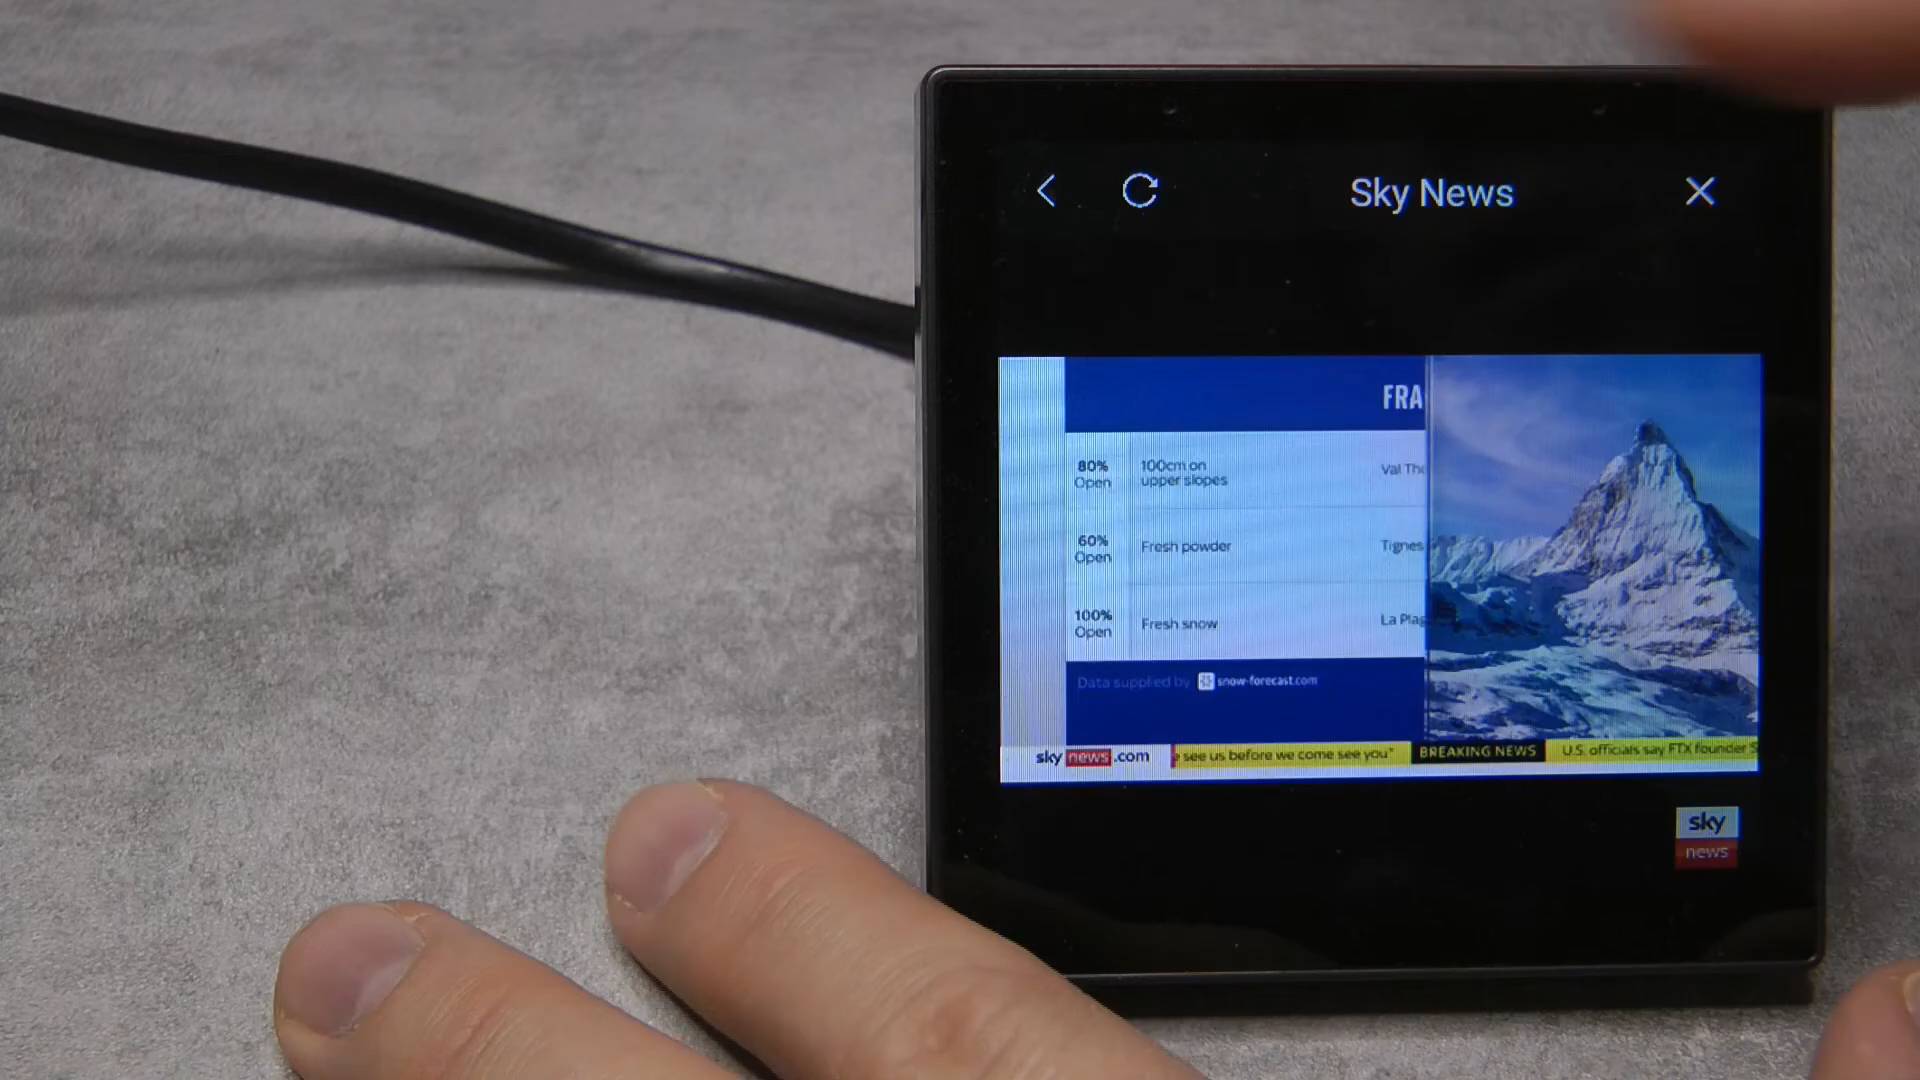 Sky News
FRA
80%
Open
100cm on
upper slopes
Val Tho
60%
Open
Fresh powder
Tignes
100%
Open
Fresh snow
La Plag
Data supplied by snow-forecast.com
sky news .com
see us before we come see you" BREAKING NEWS U.S. officials say FTX founder S
sky
news